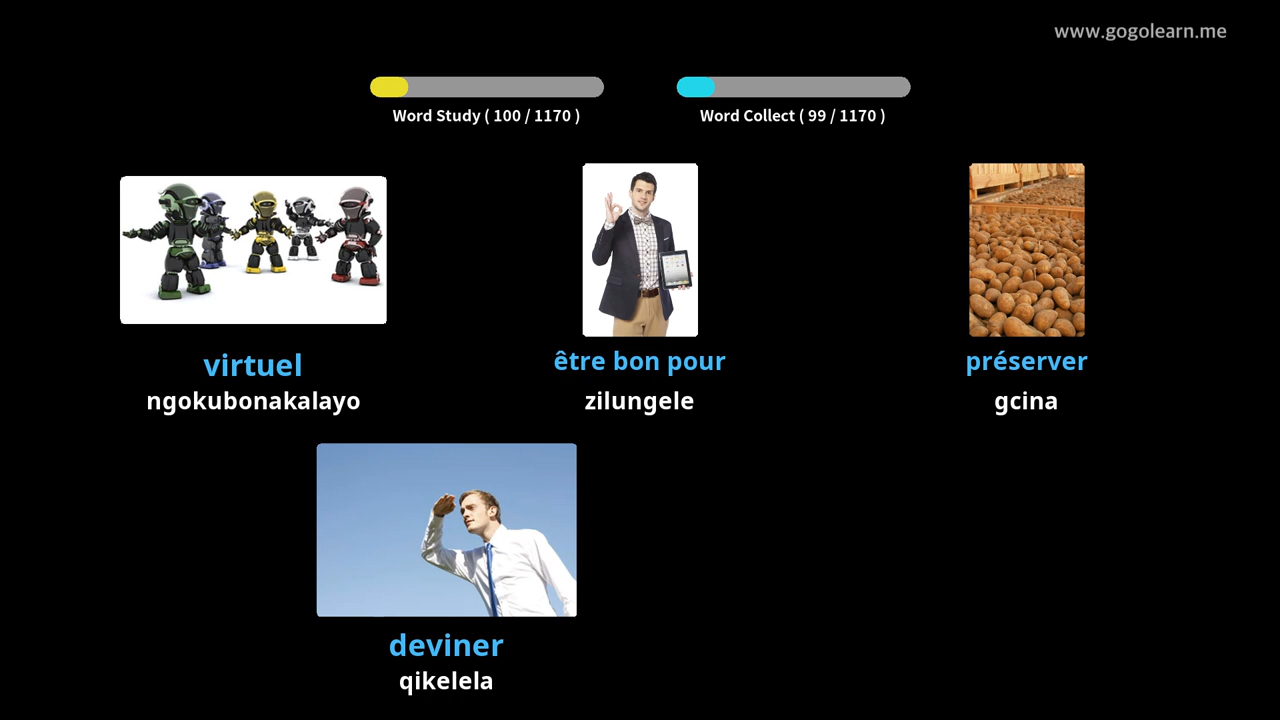 www.gogolearn.me
Word Study ( 100 / 1170 )
Word Collect ( 99 / 1170 )
virtuel
ngokubonakalayo
être bon pour
zilungele
préserver
gcina
deviner
qikelela